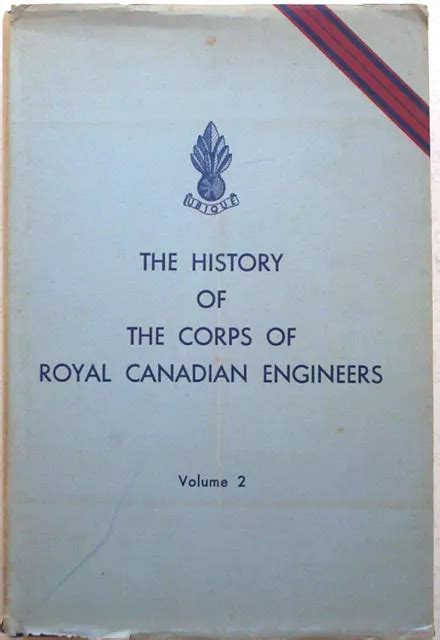 UBIQUE
THE HISTORY
OF
THE CORPS OF
ROYAL CANADIAN ENGINEERS
Volume 2